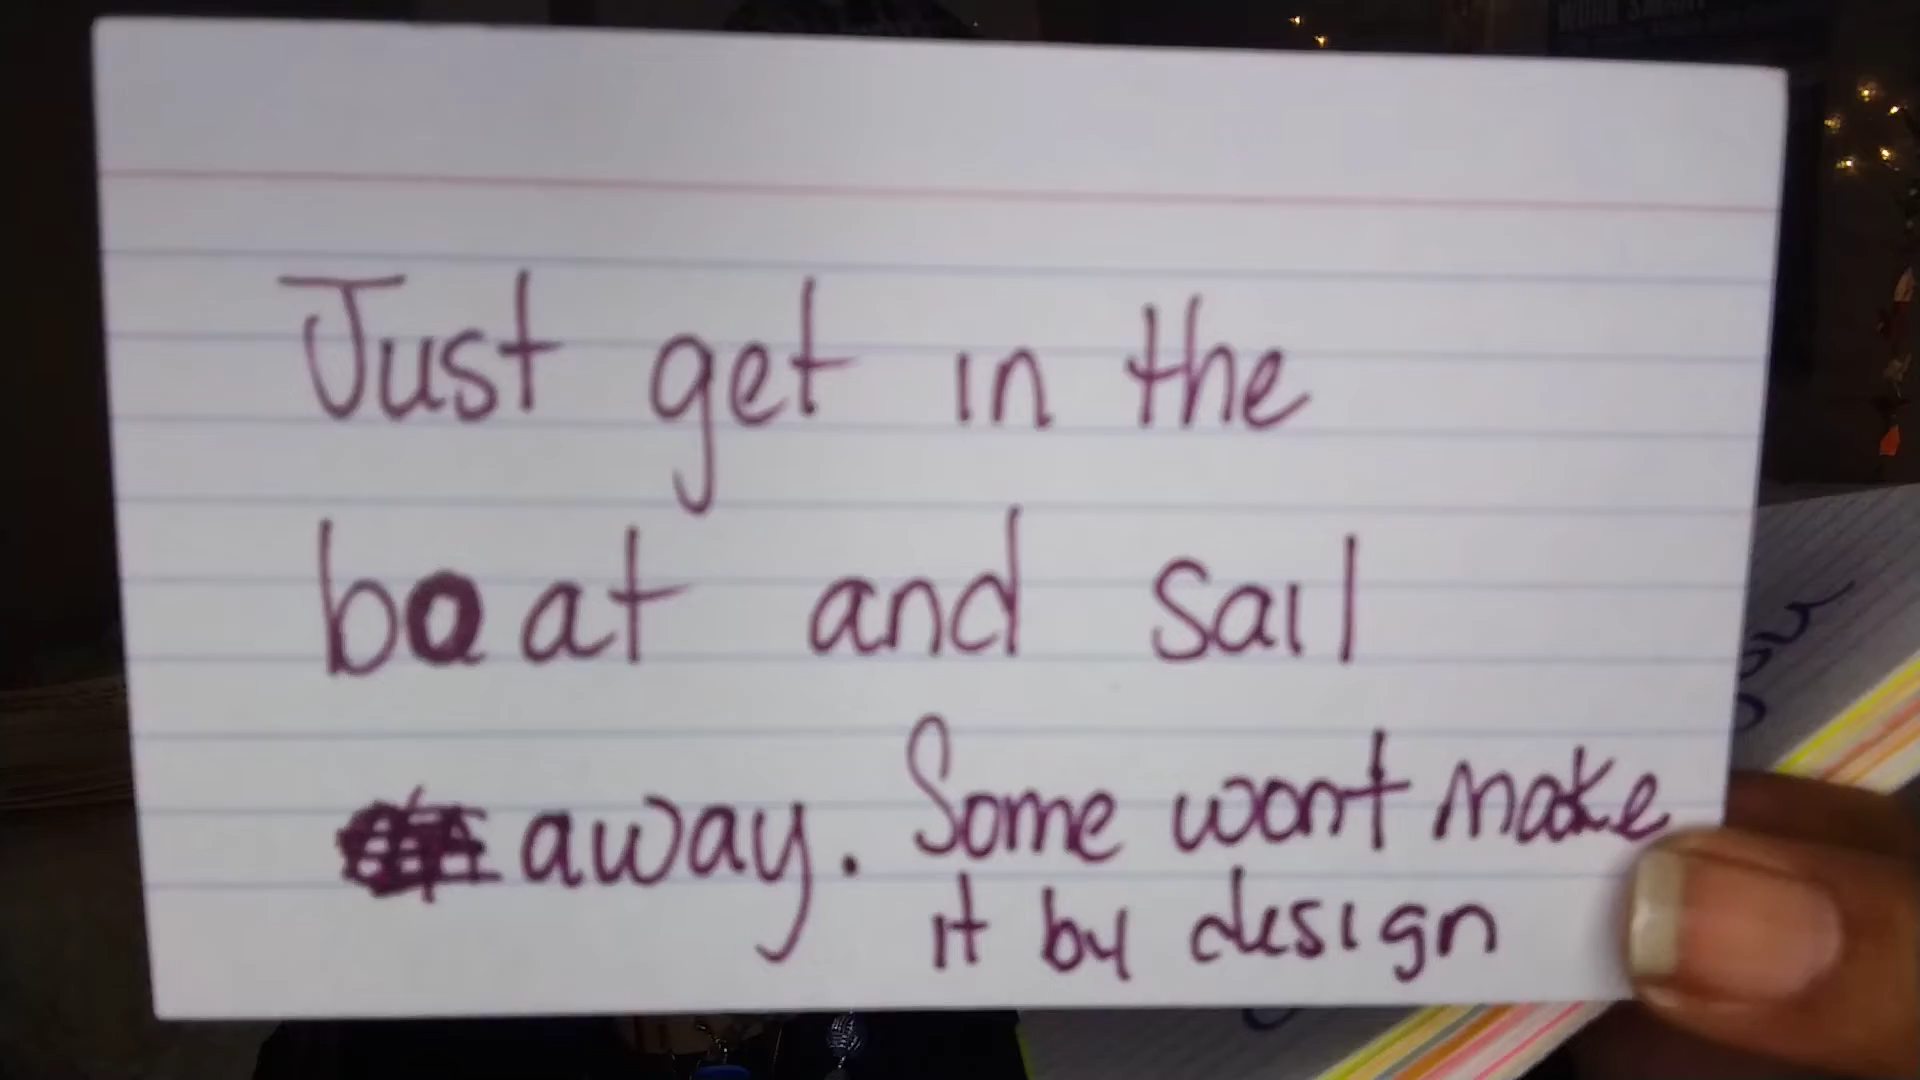 Just get in the
boat and sail
away. Some wont make
it by design